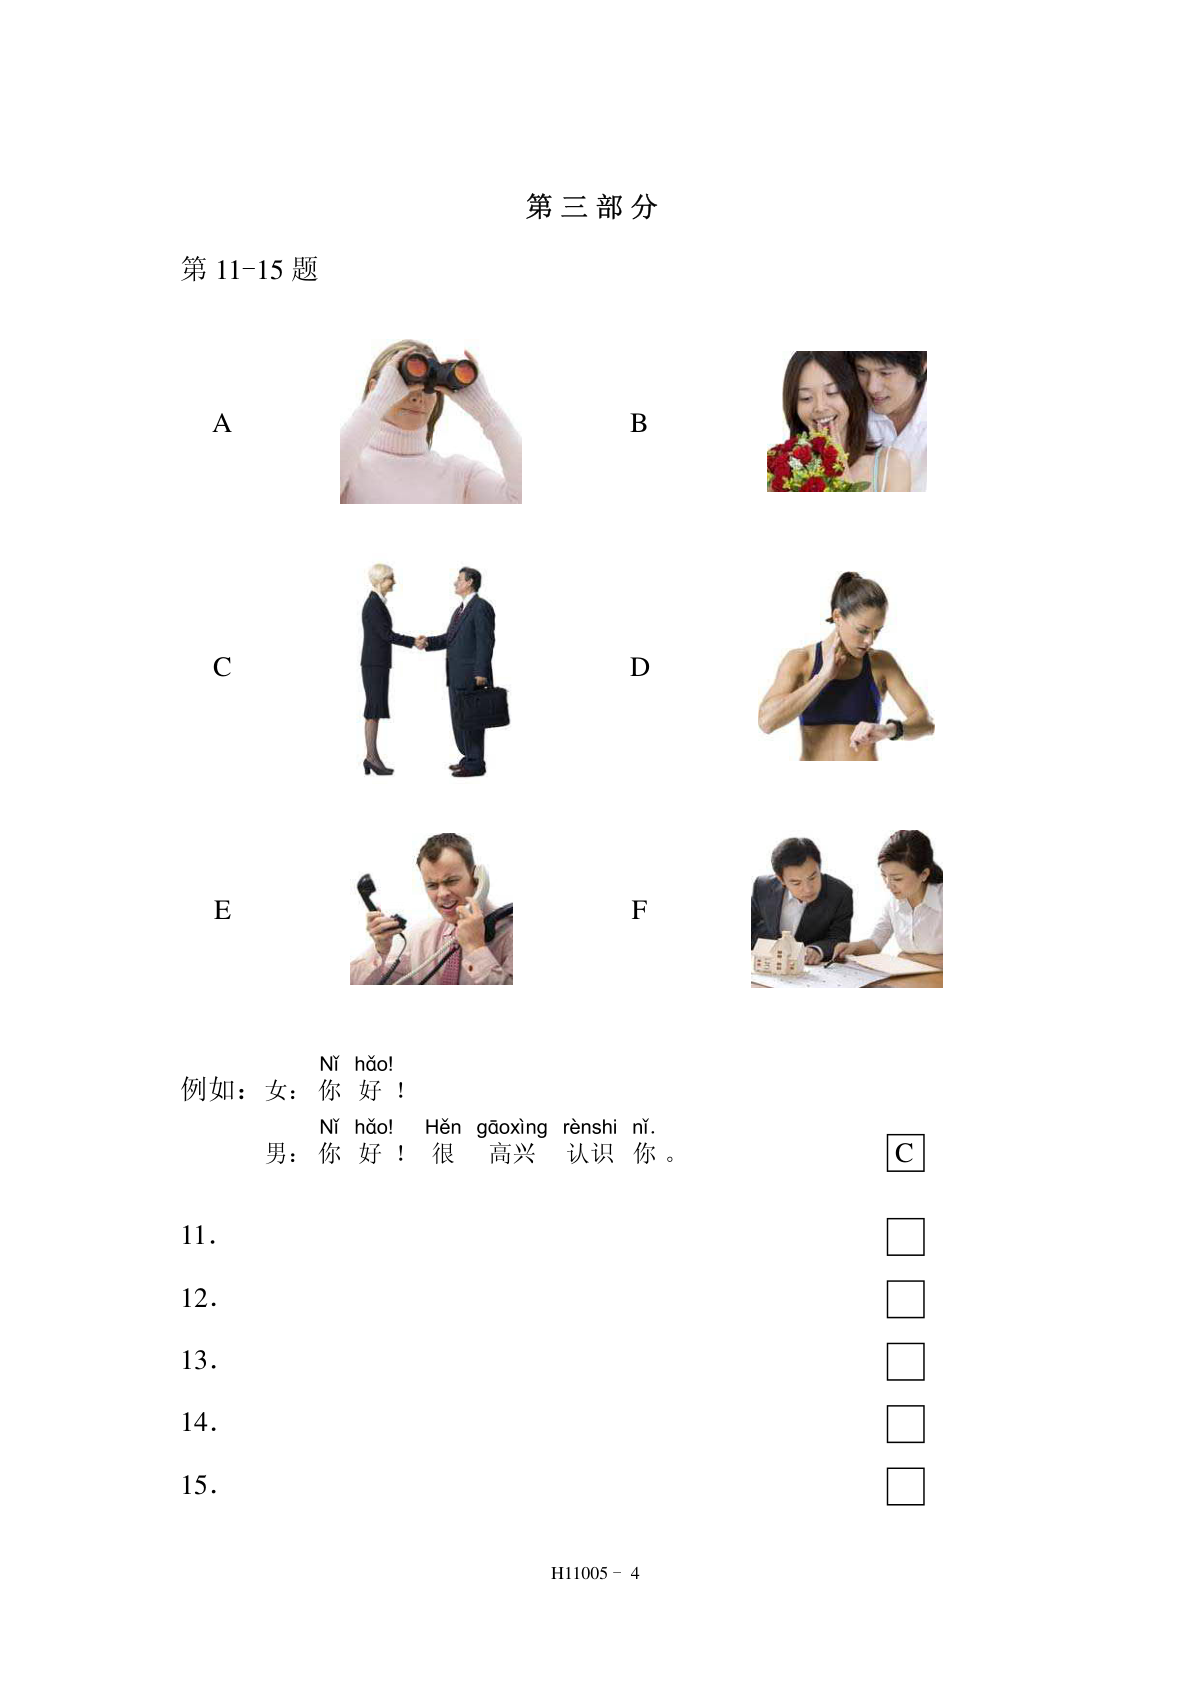 第三部分
第 11-15 题
A
B
C
D
E
F
Nǐ hǎo!
例如：女：你 好！
Nǐ hǎo! Hěn gāoxìng rènshi nǐ.
男：你 好！ 很 高兴 认识 你。
C
11.
12.
13.
14.
15.
H11005 - 4